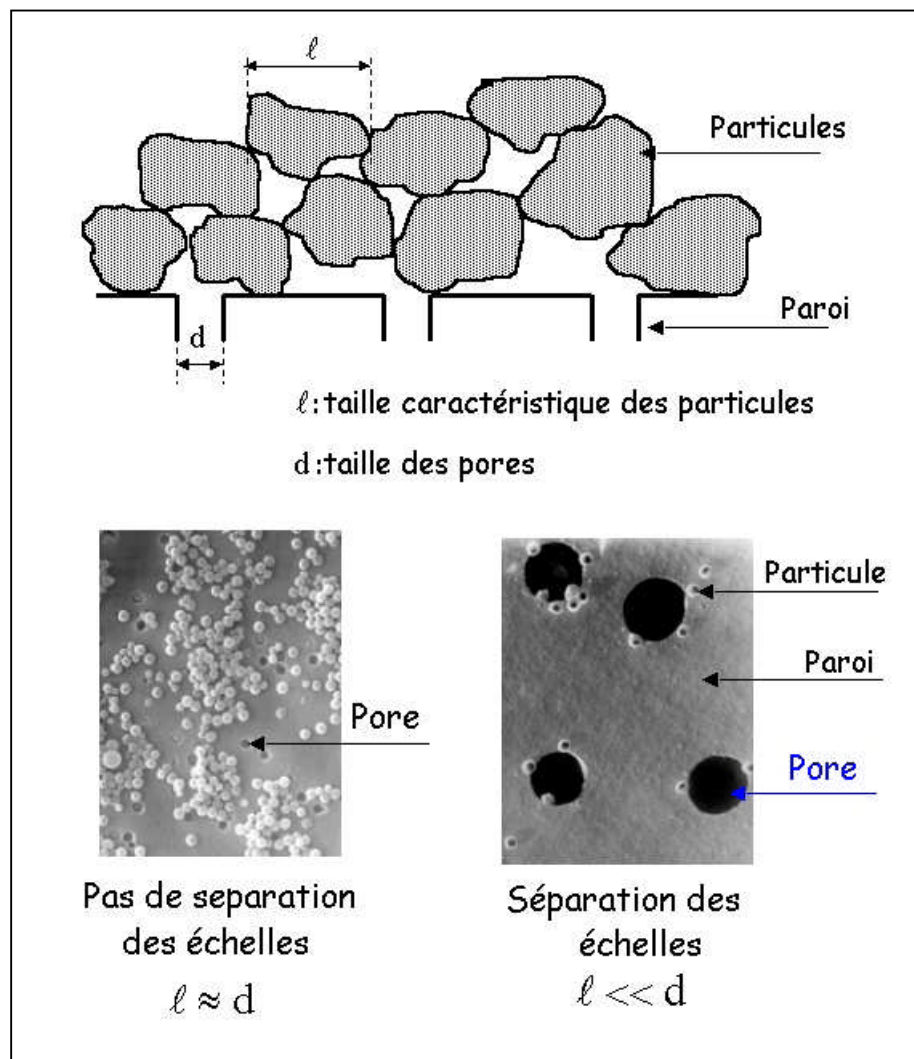 ℓ
Particules
Paroi
d
ℓ:taille caractéristique des particules
d:taille des pores
Particule
Paroi
Pore
Pore
Pas de separation
des échelles
ℓ ≈ d
Séparation des
échelles
ℓ << d